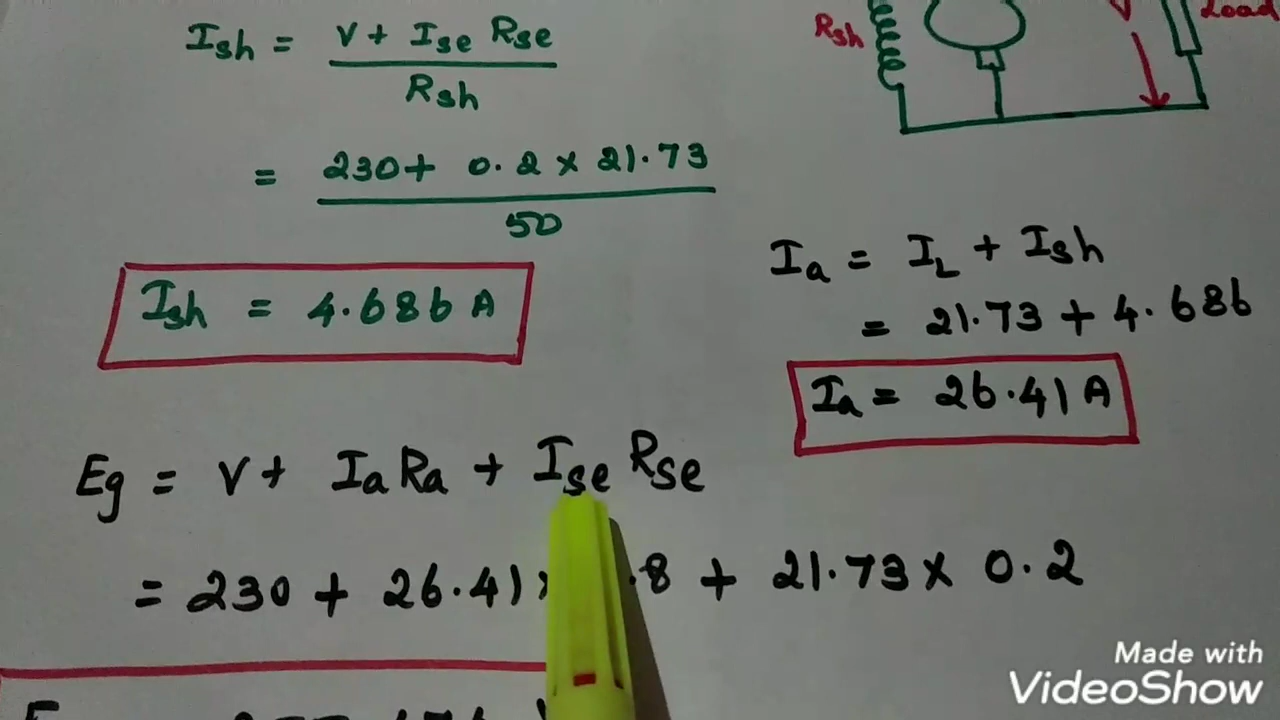 Ish = V + Ise Rse
Rsh
= 230 + 0.2 x 21.73
50
Ish = 4.686 A
Rsh
V
Load
Ia = IL + Ish
= 21.73 + 4.686
Ia = 26.41 A
Eg = V + Ia Ra + Ise Rse
= 230 + 26.41 x .8 + 21.73 x 0.2
Made with
VideoShow